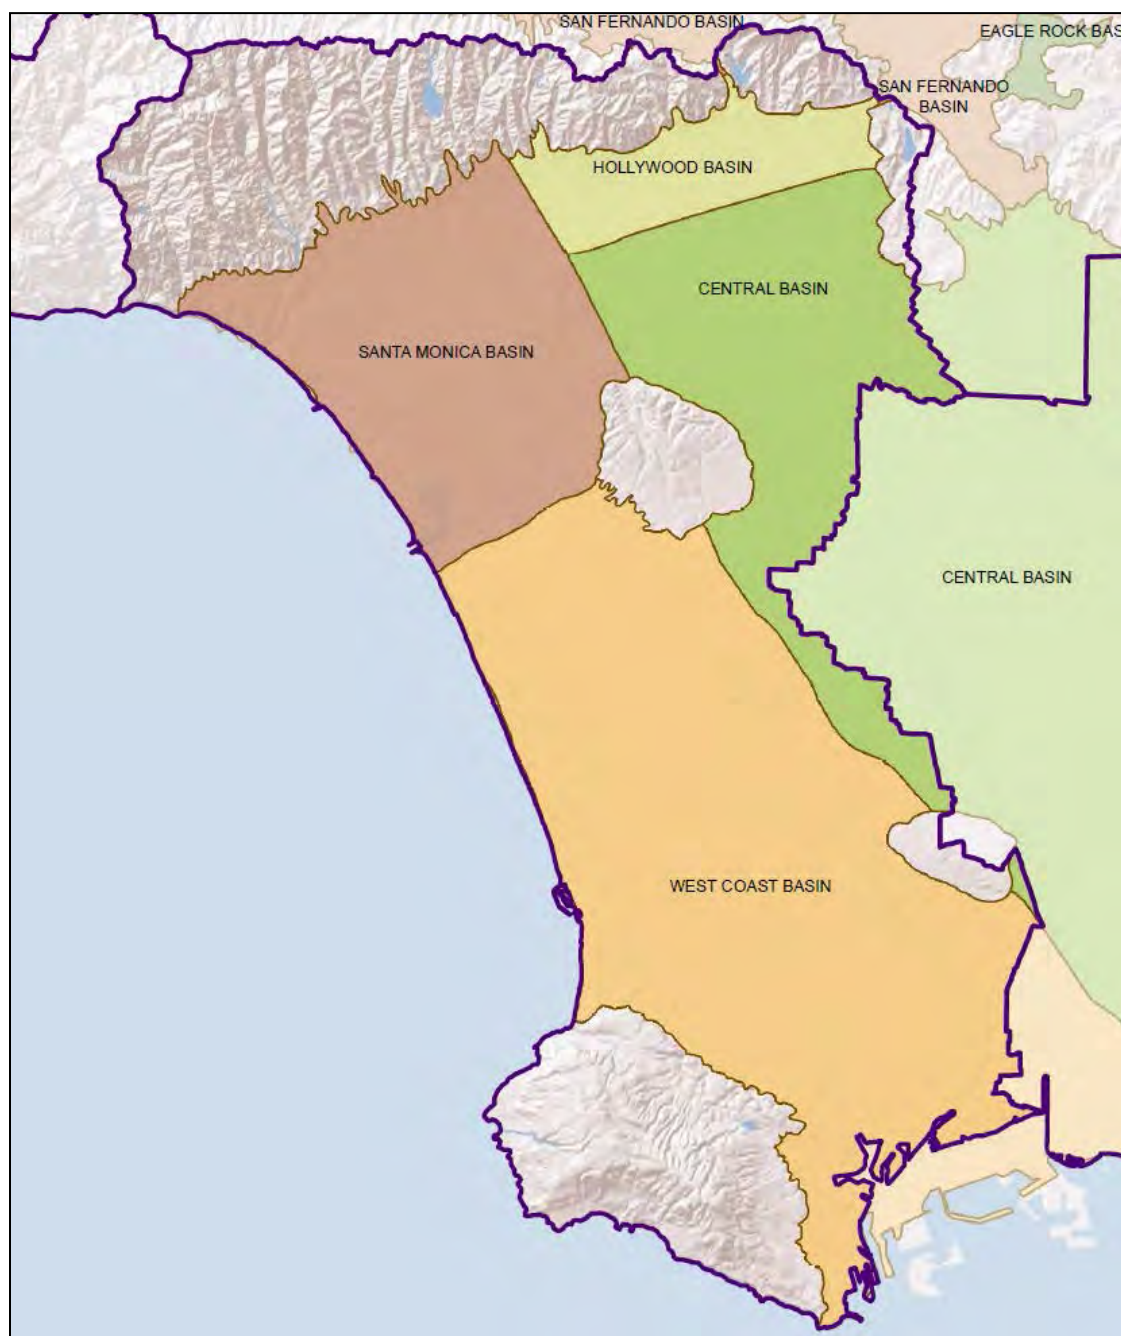 SAN FERNANDO BASIN
EAGLE ROCK BAS
SAN FERNANDO
BASIN
HOLLYWOOD BASIN
CENTRAL BASIN
SANTA MONICA BASIN
CENTRAL BASIN
WEST COAST BASIN